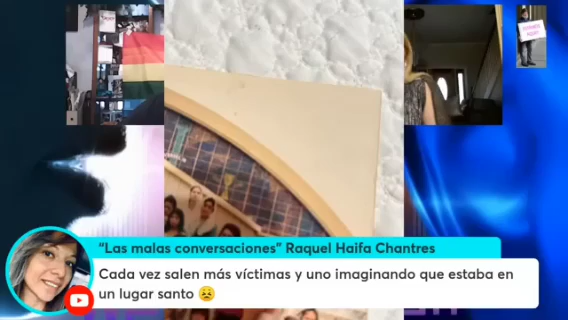 “Las malas conversaciones” Raquel Haifa Chantres
Cada vez salen más víctimas y uno imaginando que estaba en
un lugar santo 😣